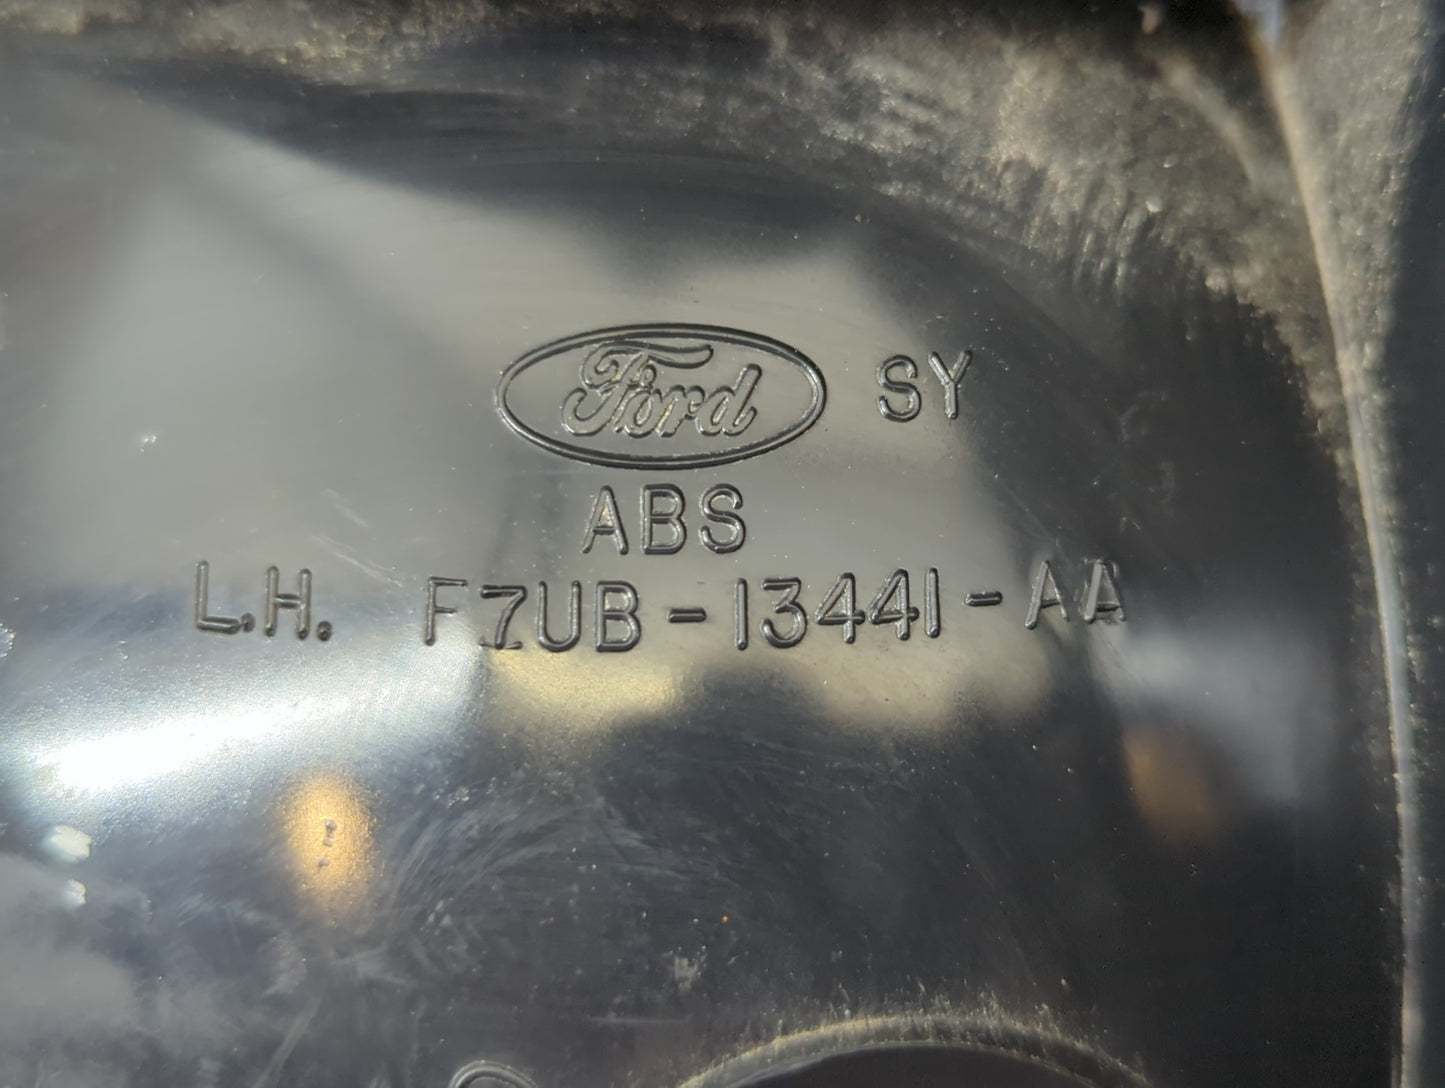 Ford SY
ABS
L.H. F7UB-13441-AA